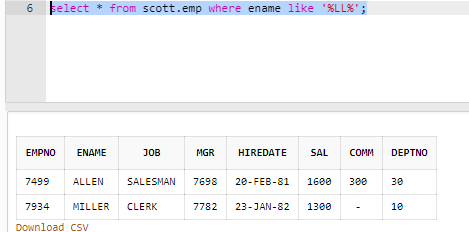 6 select * from scott.emp where ename like '%LL%';
EMPNO ENAME JOB MGR HIREDATE SAL COMM DEPTNO
7499 ALLEN SALESMAN 7698 20-FEB-81 1600 300 30
7934 MILLER CLERK 7782 23-JAN-82 1300 - 10
Download CSV